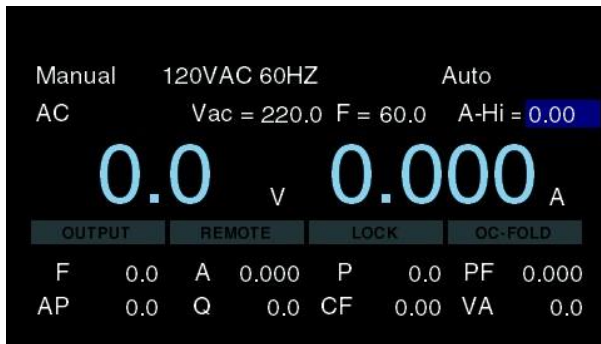 Manual 120VAC 60HZ Auto
AC Vac = 220.0 F = 60.0 A-Hi = 0.00
0.0 V 0.000 A
OUTPUT REMOTE LOCK OC-FOLD
F 0.0 A 0.000 P 0.0 PF 0.000
AP 0.0 Q 0.0 CF 0.00 VA 0.0